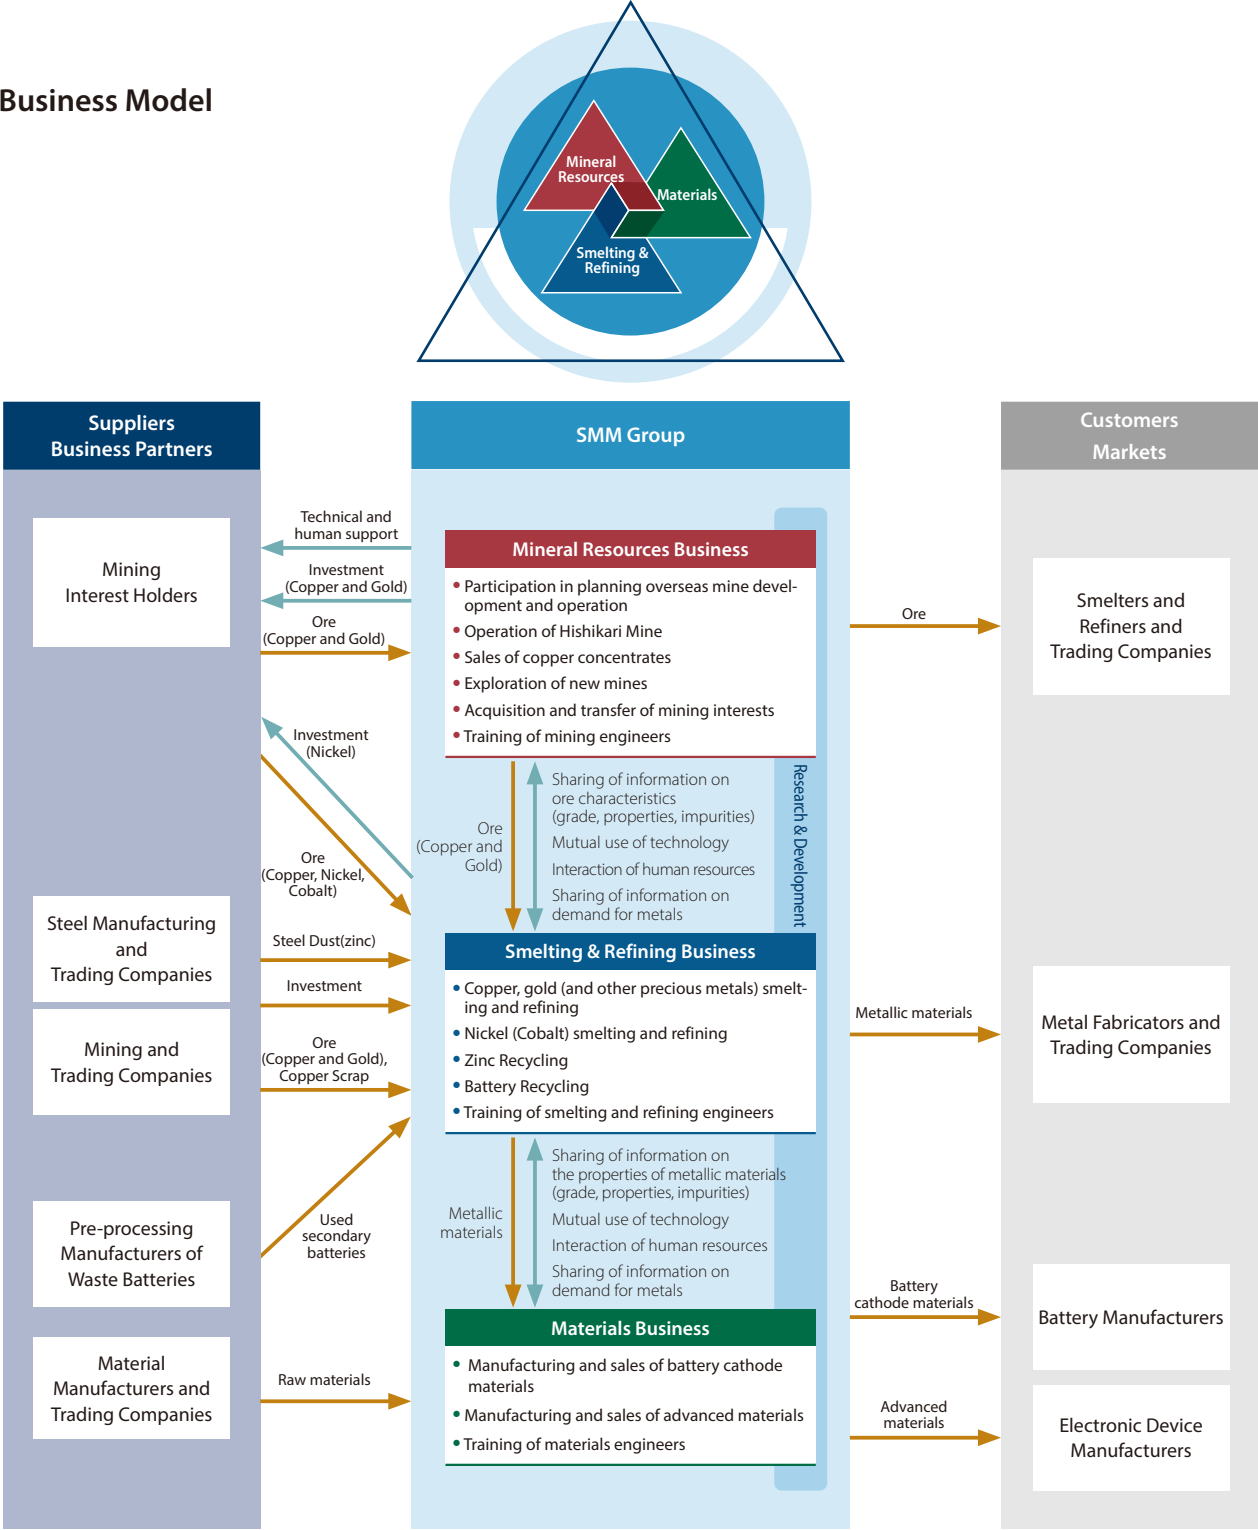 Business Model
Mineral
Resources
Materials
Smelting &
Refining
Suppliers
Business Partners
SMM Group
Customers
Markets
Mining
Interest Holders
Steel Manufacturing
and
Trading Companies
Mining and
Trading Companies
Pre-processing
Manufacturers of
Waste Batteries
Material
Manufacturers and
Trading Companies
Technical and
human support
Investment
(Copper and Gold)
Ore
(Copper and Gold)
Investment
(Nickel)
Ore
(Copper, Nickel,
Cobalt)
Steel Dust(zinc)
Investment
Ore
(Copper and Gold),
Copper Scrap
Used
secondary
batteries
Raw materials
Mineral Resources Business
• Participation in planning overseas mine devel-
opment and operation
• Operation of Hishikari Mine
• Sales of copper concentrates
• Exploration of new mines
• Acquisition and transfer of mining interests
• Training of mining engineers
Ore
(Copper and
Gold)
Sharing of information on
ore characteristics
(grade, properties, impurities)
Mutual use of technology
Interaction of human resources
Sharing of information on
demand for metals
Research & Development
Smelting & Refining Business
• Copper, gold (and other precious metals) smelt-
ing and refining
• Nickel (Cobalt) smelting and refining
• Zinc Recycling
• Battery Recycling
• Training of smelting and refining engineers
Metallic
materials
Sharing of information on
the properties of metallic materials
(grade, properties, impurities)
Mutual use of technology
Interaction of human resources
Sharing of information on
demand for metals
Materials Business
• Manufacturing and sales of battery cathode
materials
• Manufacturing and sales of advanced materials
• Training of materials engineers
Ore
Metallic materials
Battery
cathode materials
Advanced
materials
Smelters and
Refiners and
Trading Companies
Metal Fabricators and
Trading Companies
Battery Manufacturers
Electronic Device
Manufacturers